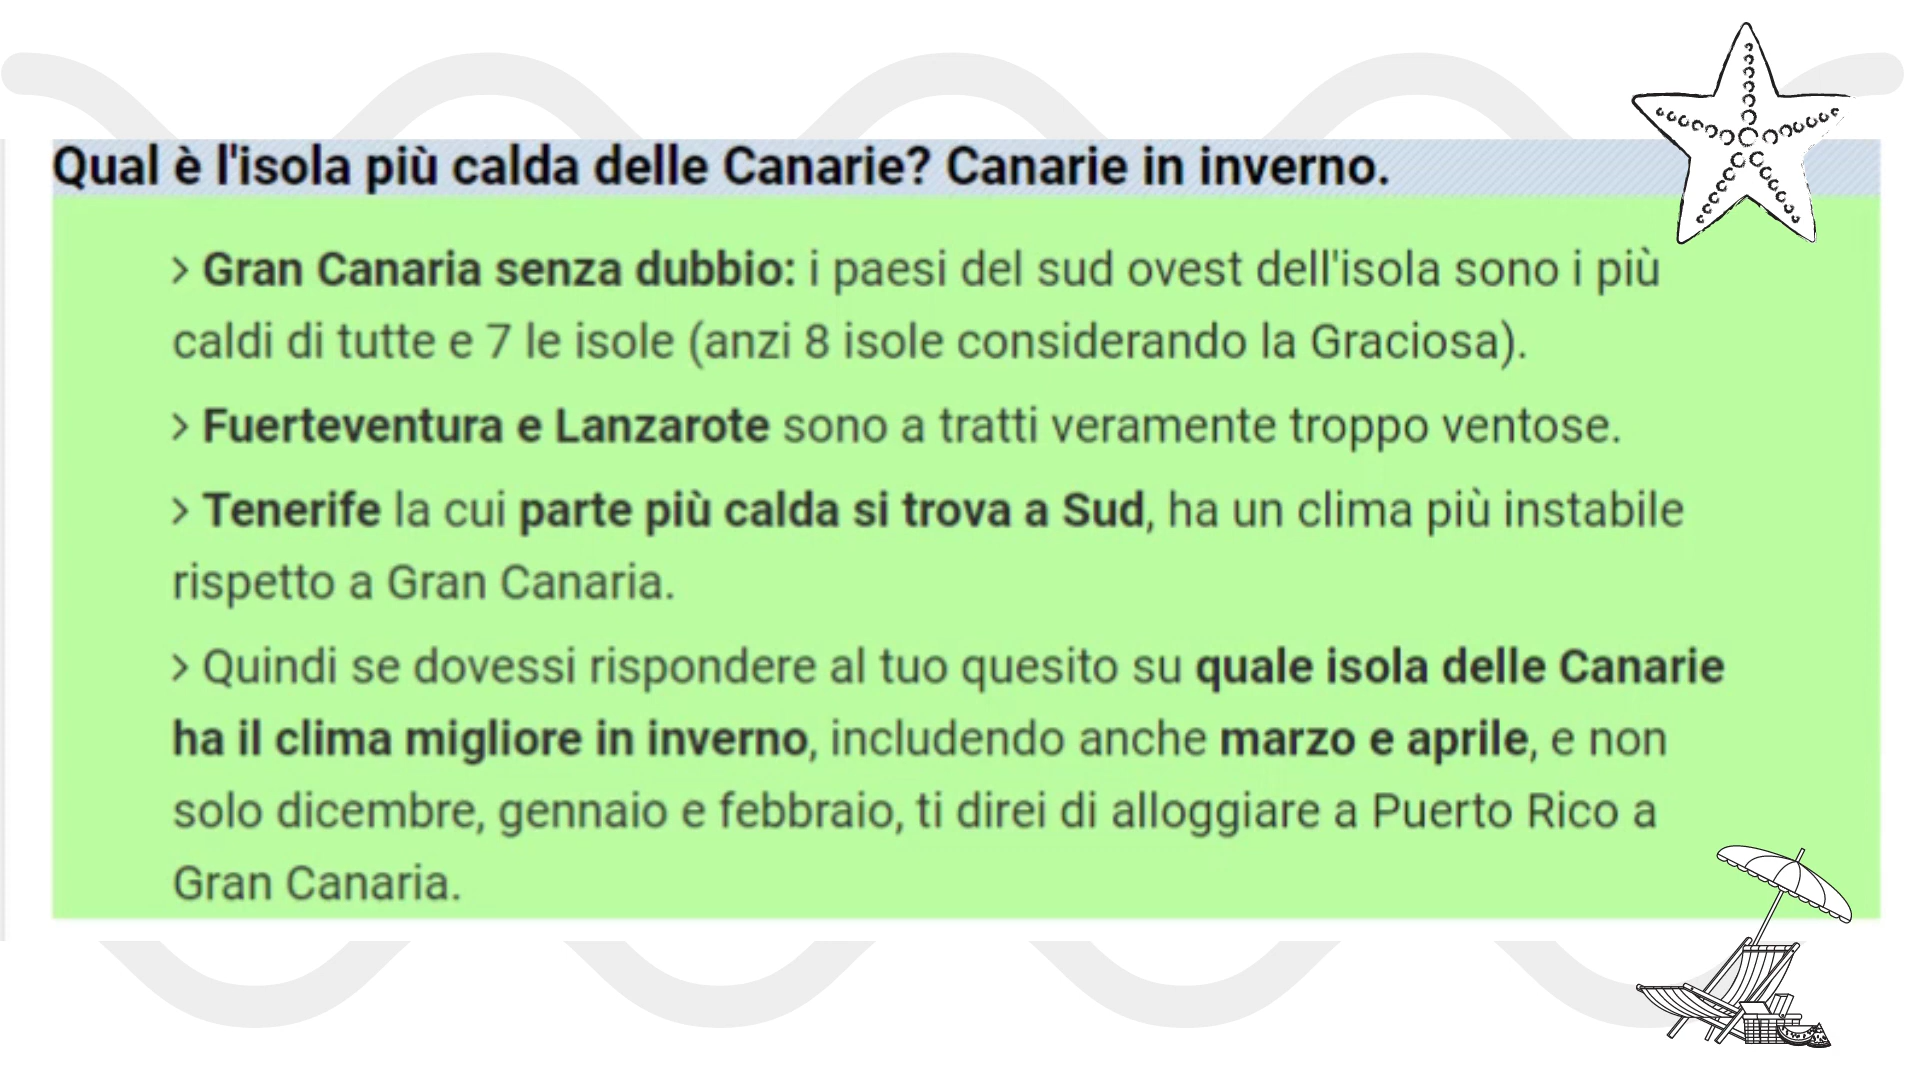 Qual è l'isola più calda delle Canarie? Canarie in inverno.
> Gran Canaria senza dubbio: i paesi del sud ovest dell'isola sono i più
caldi di tutte e 7 le isole (anzi 8 isole considerando la Graciosa).
> Fuerteventura e Lanzarote sono a tratti veramente troppo ventose.
> Tenerife la cui parte più calda si trova a Sud, ha un clima più instabile
rispetto a Gran Canaria.
> Quindi se dovessi rispondere al tuo quesito su quale isola delle Canarie
ha il clima migliore in inverno, includendo anche marzo e aprile, e non
solo dicembre, gennaio e febbraio, ti direi di alloggiare a Puerto Rico a
Gran Canaria.